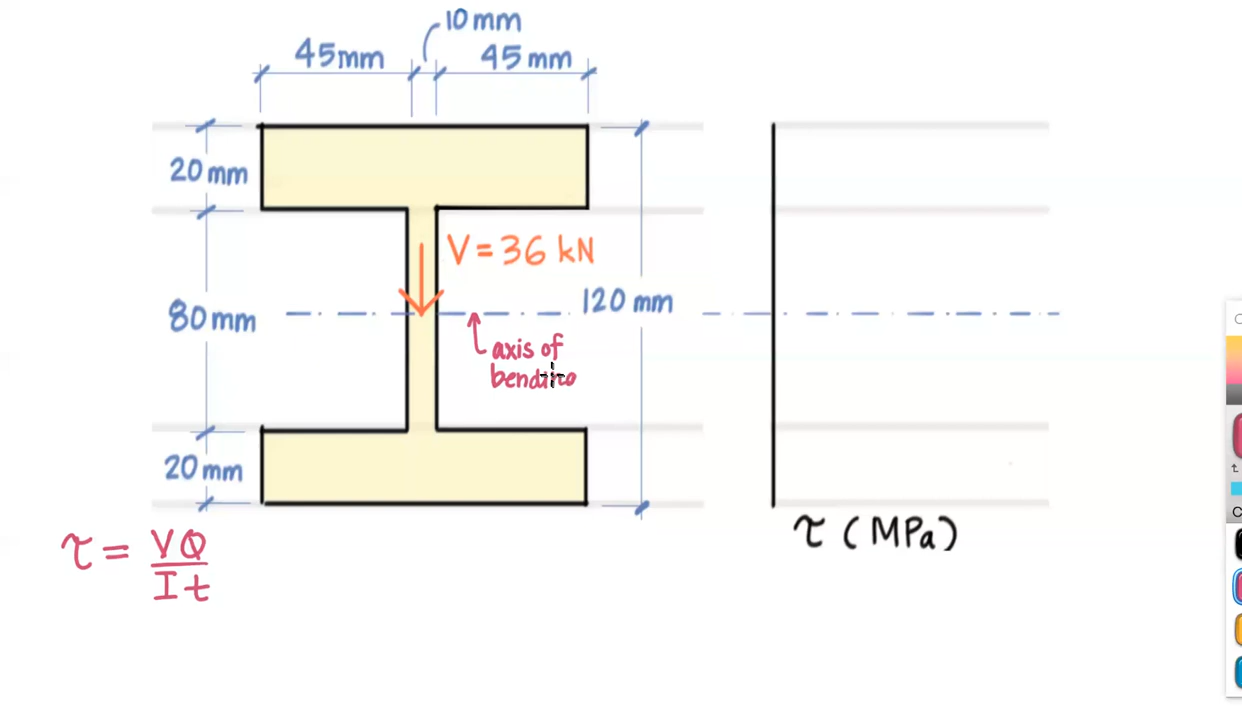 10 mm
45 mm
45 mm
20 mm
V = 36 kN
120 mm
80 mm
axis of
20 mm
τ = VQ
It
τ (MPa)